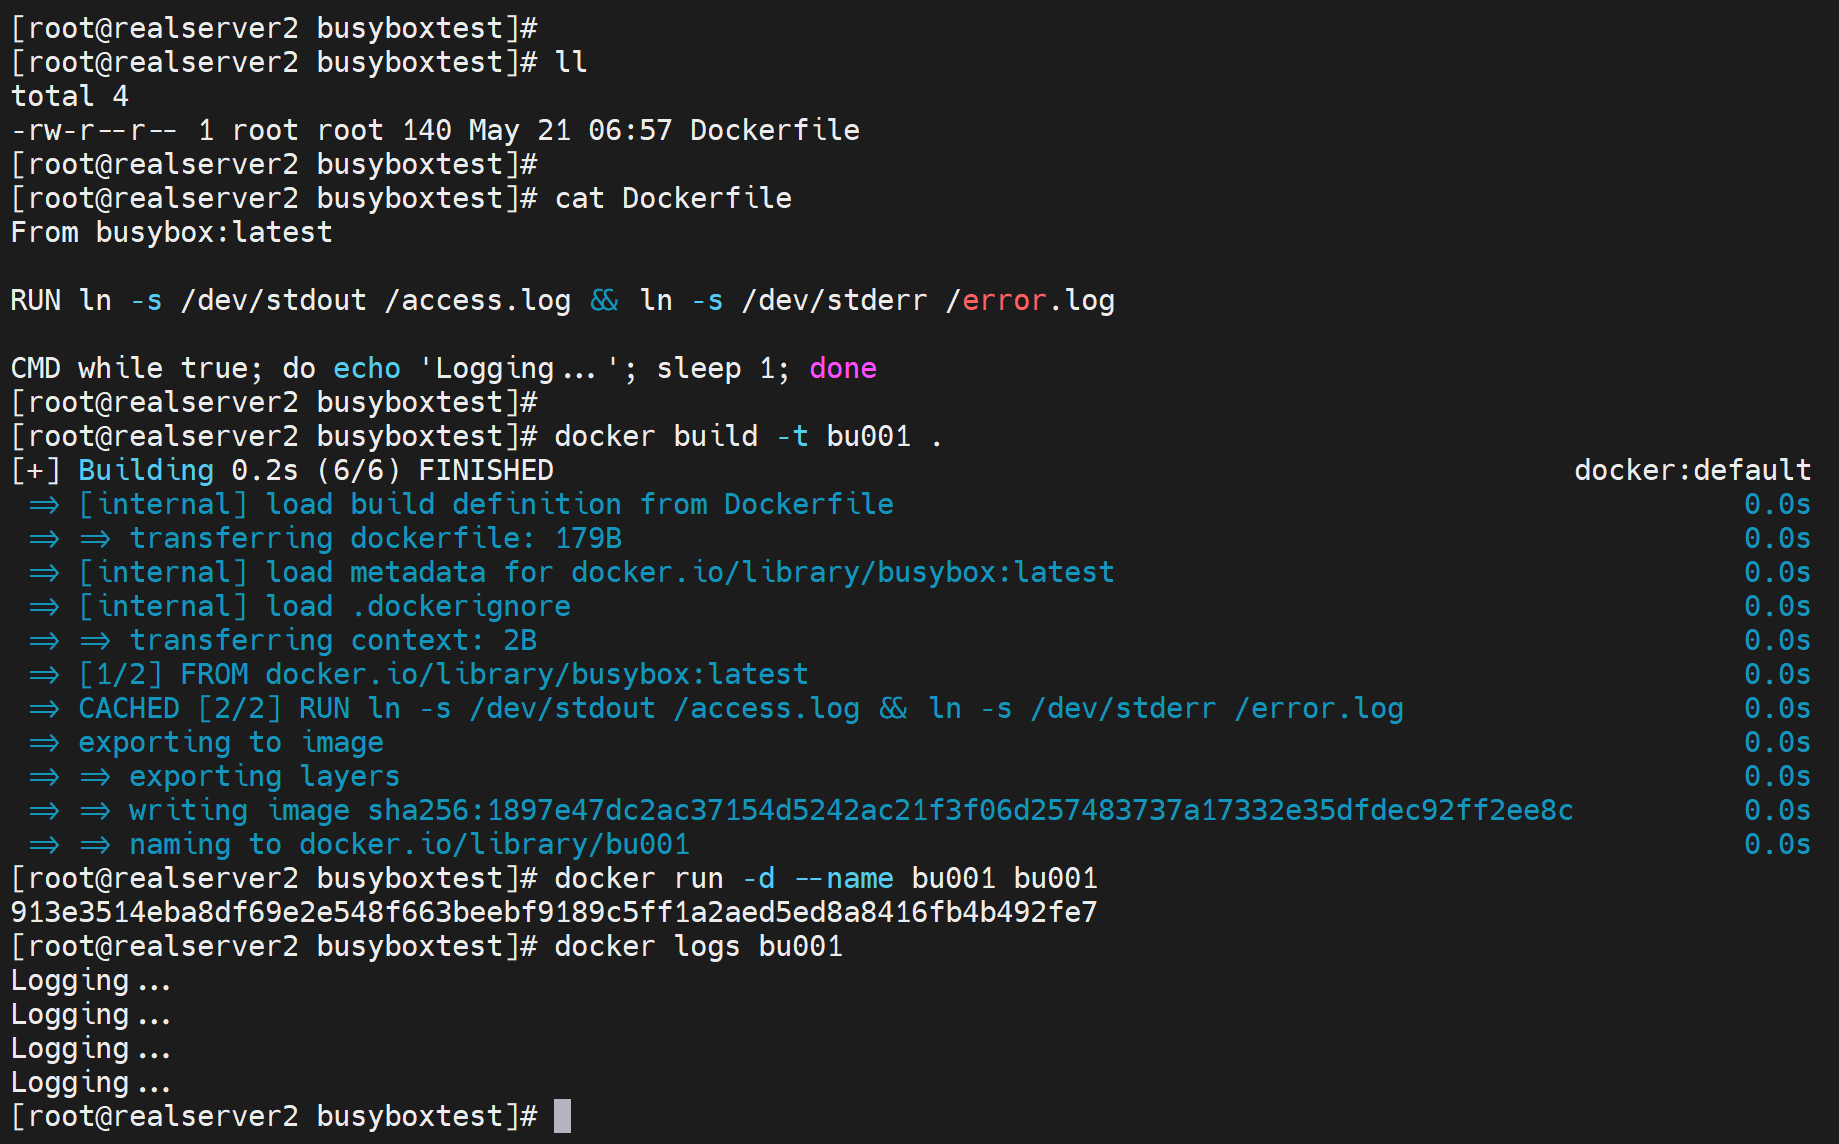 [root@realserver2 busyboxtest]#
[root@realserver2 busyboxtest]# ll
total 4
-rw-r--r-- 1 root root 140 May 21 06:57 Dockerfile
[root@realserver2 busyboxtest]#
[root@realserver2 busyboxtest]# cat Dockerfile
From busybox:latest
RUN ln -s /dev/stdout /access.log && ln -s /dev/stderr /error.log
CMD while true; do echo 'Logging...'; sleep 1; done
[root@realserver2 busyboxtest]#
[root@realserver2 busyboxtest]# docker build -t bu001 .
[+] Building 0.2s (6/6) FINISHED docker:default
=> [internal] load build definition from Dockerfile 0.0s
=> => transferring dockerfile: 179B 0.0s
=> [internal] load metadata for docker.io/library/busybox:latest 0.0s
=> [internal] load .dockerignore 0.0s
=> => transferring context: 2B 0.0s
=> [1/2] FROM docker.io/library/busybox:latest 0.0s
=> CACHED [2/2] RUN ln -s /dev/stdout /access.log && ln -s /dev/stderr /error.log 0.0s
=> exporting to image 0.0s
=> => exporting layers 0.0s
=> => writing image sha256:1897e47dc2ac37154d5242ac21f3f06d257483737a17332e35dfdec92ff2ee8c 0.0s
=> => naming to docker.io/library/bu001 0.0s
[root@realserver2 busyboxtest]# docker run -d --name bu001 bu001
913e3514eba8df69e2e548f663beebf9189c5ff1a2aed5ed8a8416fb4b492fe7
[root@realserver2 busyboxtest]# docker logs bu001
Logging...
Logging...
Logging...
Logging...
[root@realserver2 busyboxtest]#